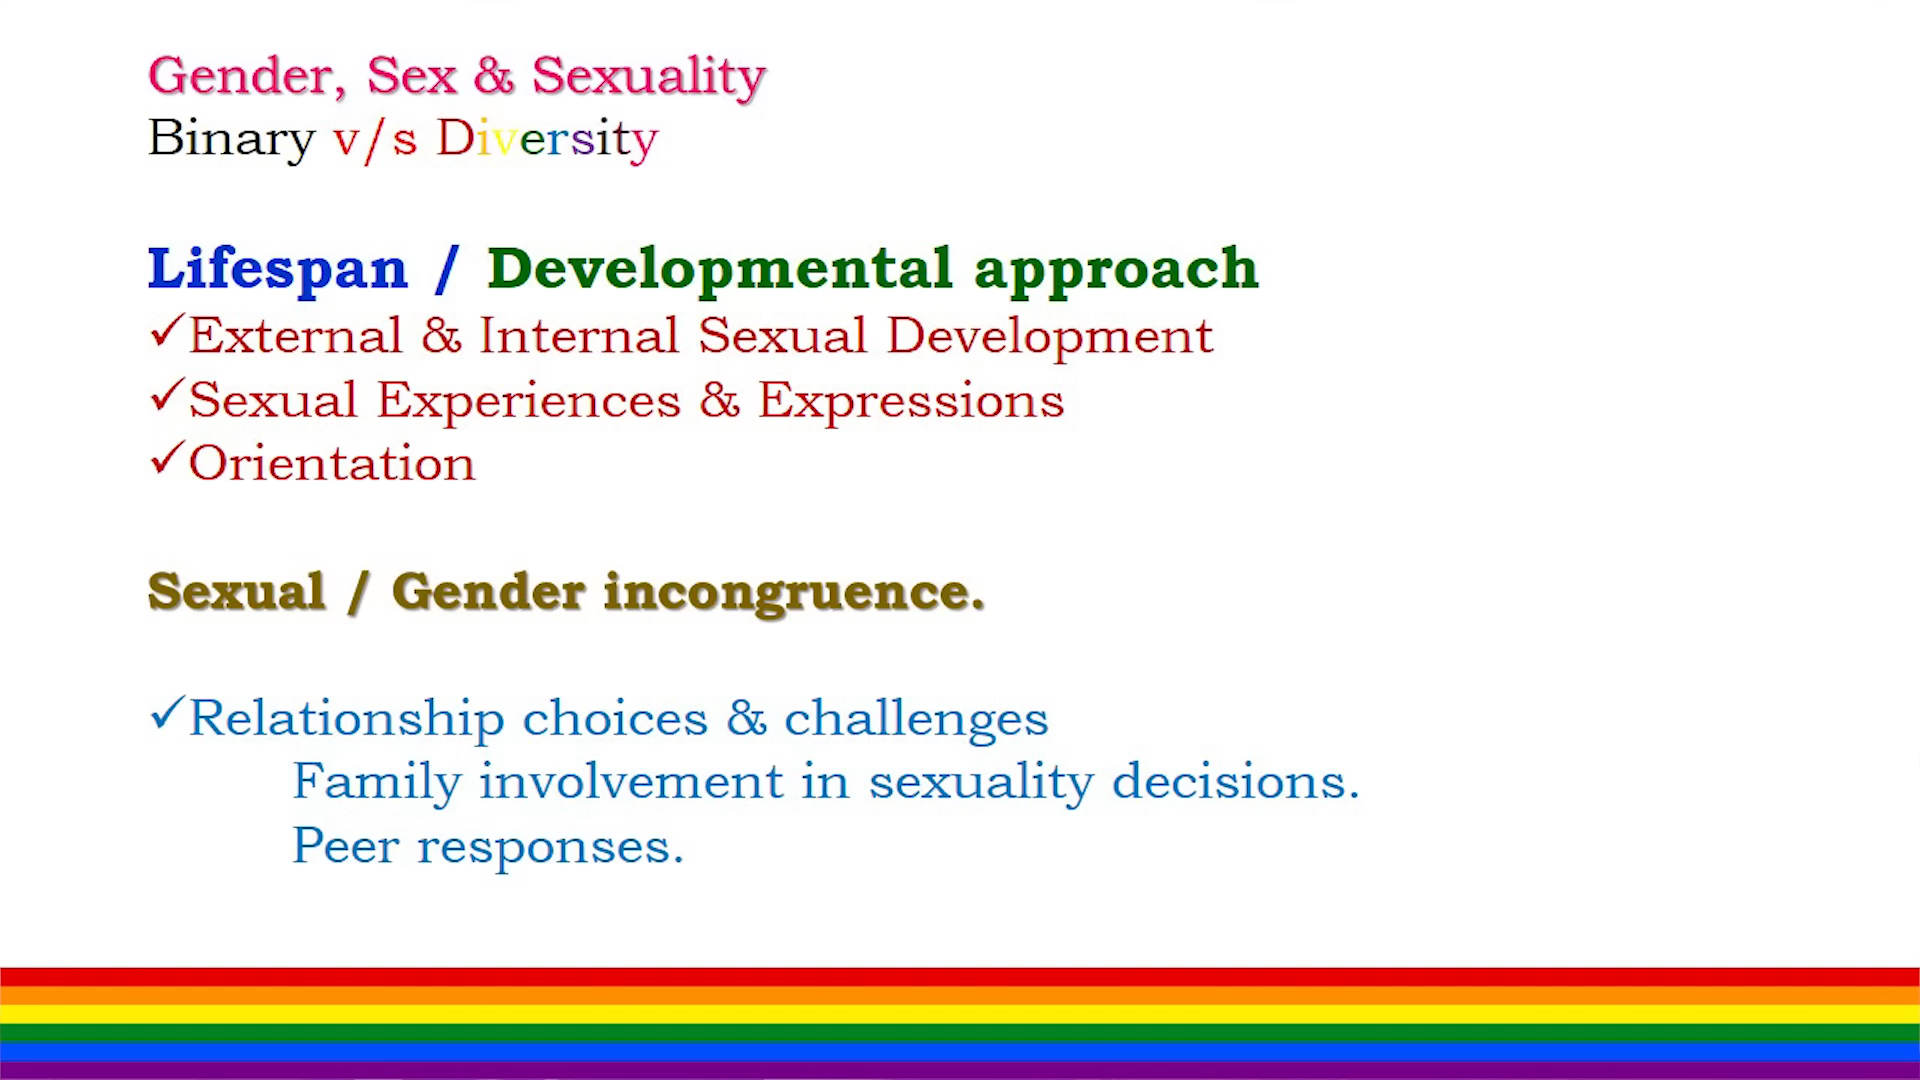 Gender, Sex & Sexuality
Binary v/s Diversity
Lifespan / Developmental approach
✓External & Internal Sexual Development
✓Sexual Experiences & Expressions
✓Orientation
Sexual / Gender incongruence.
✓Relationship choices & challenges
Family involvement in sexuality decisions.
Peer responses.